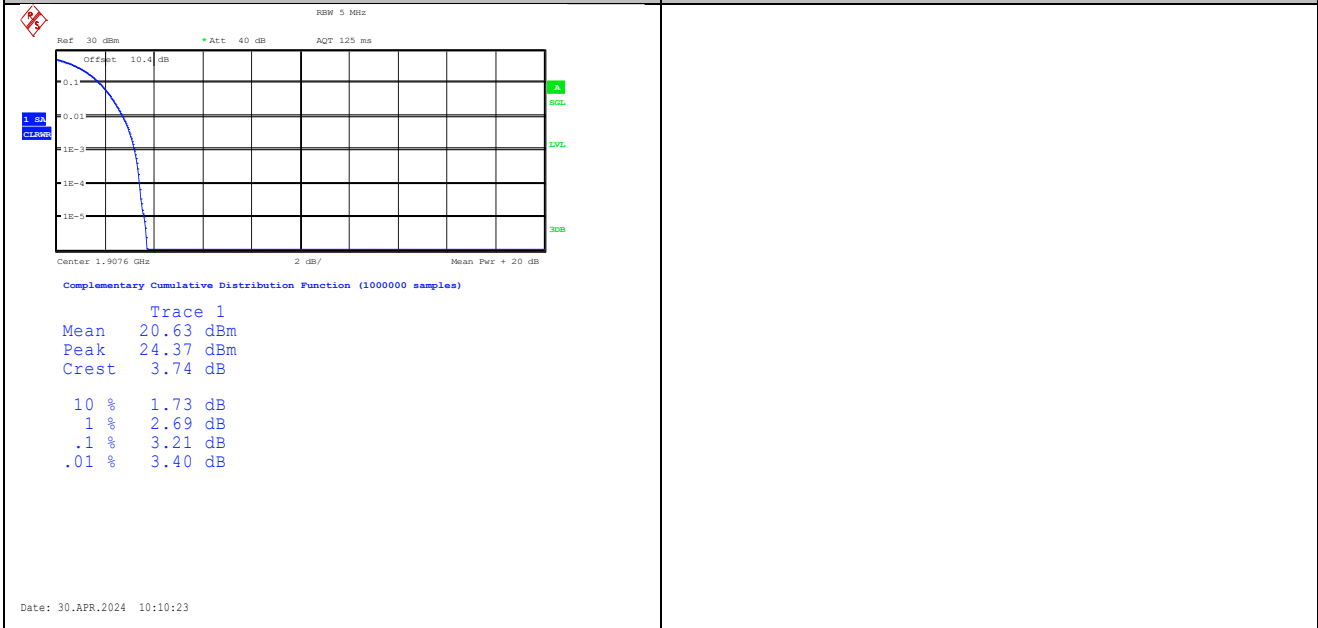 R S
RBW 5 MHz
Ref 30 dBm * Att 40 dB AQT 125 ms
Offset 10.4 dB
0.1
0.01
1E-3
1E-4
1E-5
1 SA
CLRWR
A
SGL
LVL
3DB
Center 1.9076 GHz 2 dB/ Mean Pwr + 20 dB
Complementary Cumulative Distribution Function (1000000 samples)
Trace 1
Mean 20.63 dBm
Peak 24.37 dBm
Crest 3.74 dB
10 % 1.73 dB
1 % 2.69 dB
.1 % 3.21 dB
.01 % 3.40 dB
Date: 30.APR.2024 10:10:23